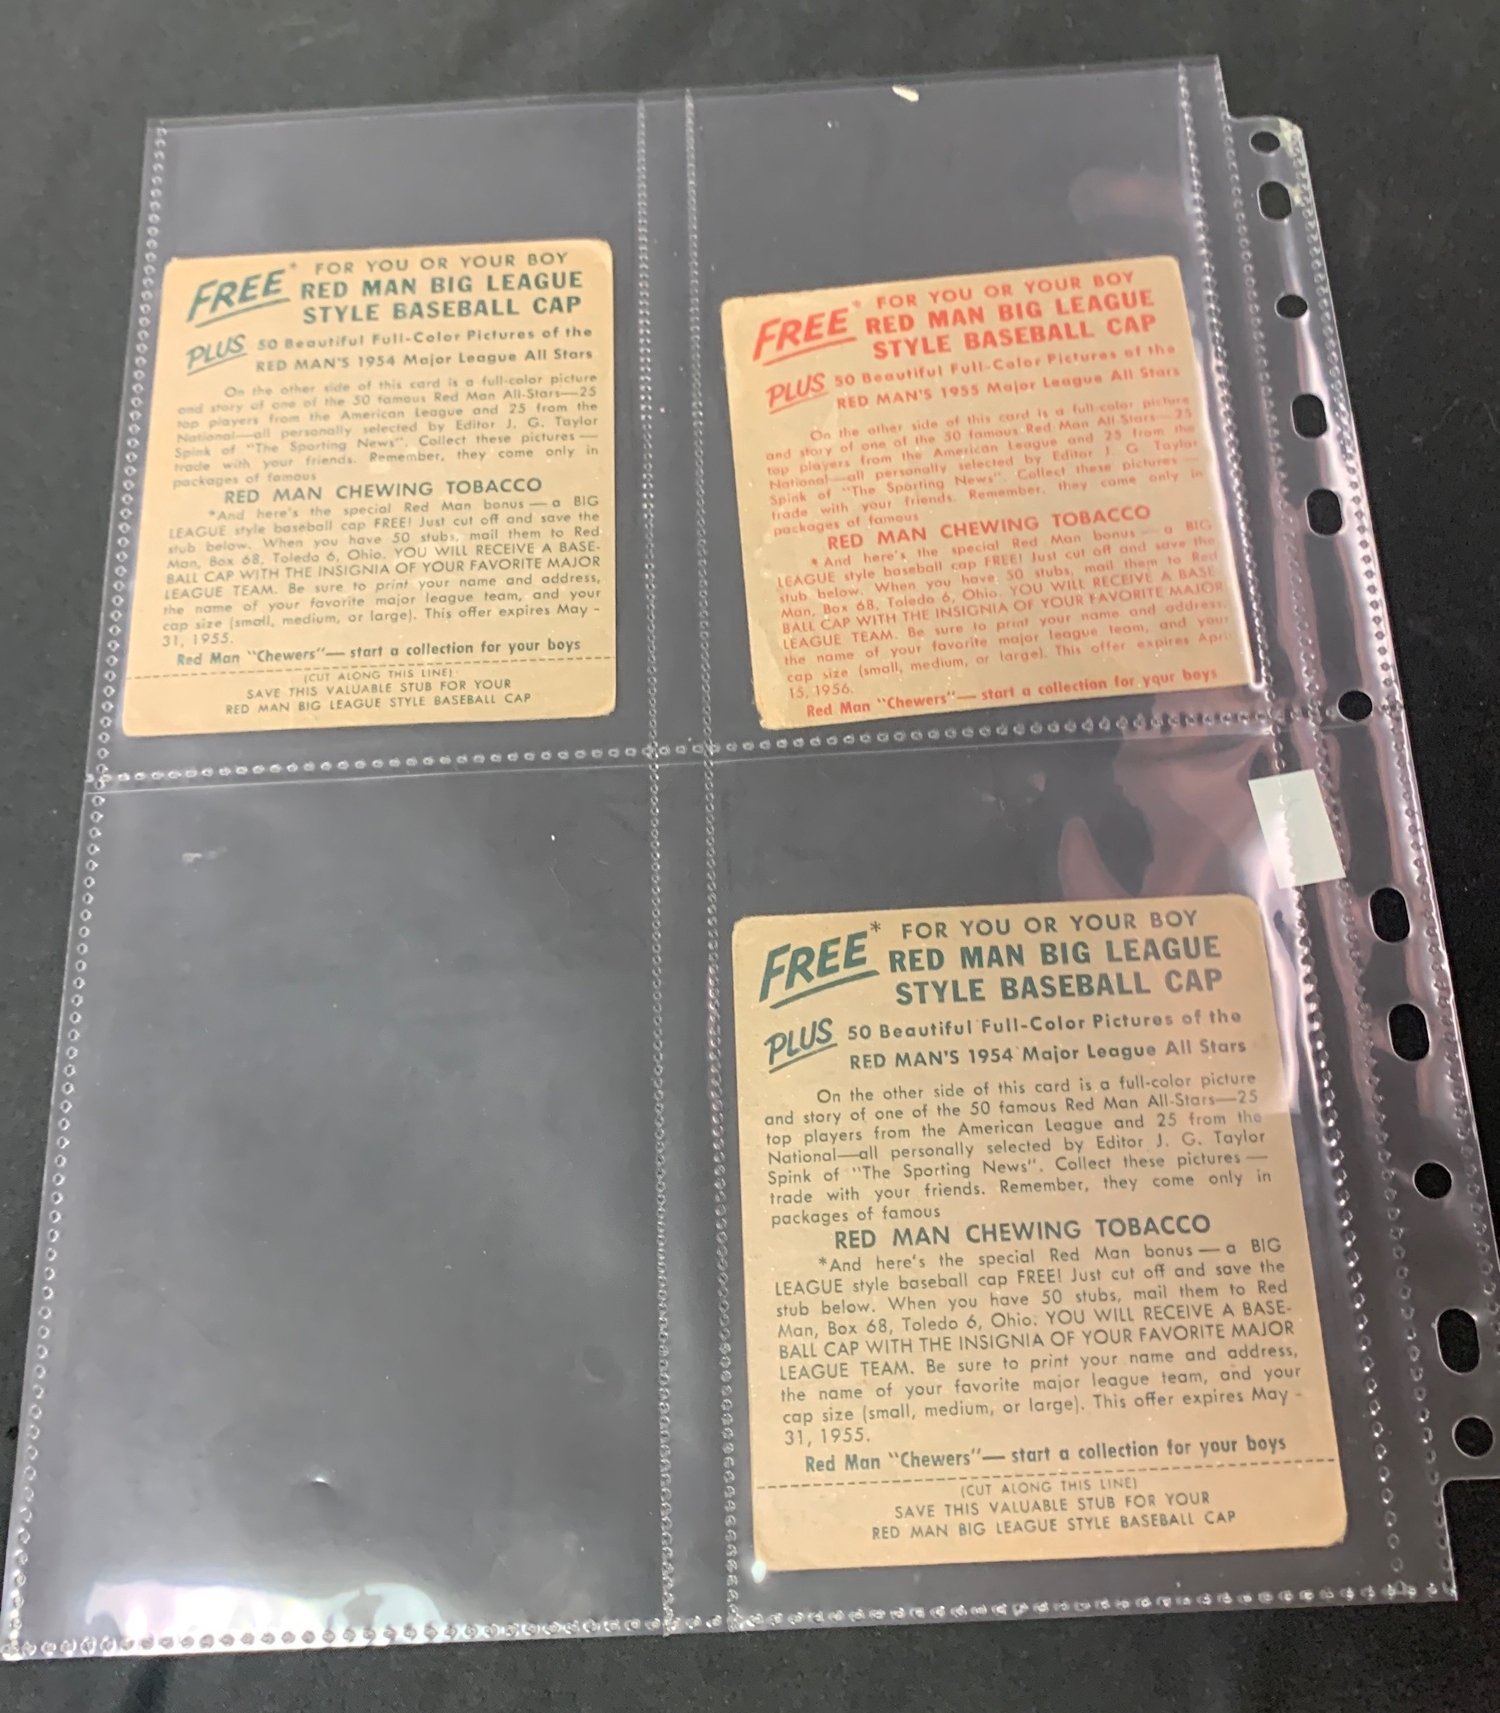 FREE* FOR YOU OR YOUR BOY
RED MAN BIG LEAGUE
STYLE BASEBALL CAP
PLUS 50 Beautiful Full-Color Pictures of the
RED MAN'S 1954 Major League All Stars
On the other side of this card is a full-color picture
and story of one of the 50 famous Red Man All-Stars—25
top players from the American League and 25 from the
National—all personally selected by Editor J. G. Taylor
Spink of "The Sporting News". Collect these pictures—
trade with your friends. Remember, they come only in
packages of famous
RED MAN CHEWING TOBACCO
*And here's the special Red Man bonus—a BIG
LEAGUE style baseball cap FREE! Just cut off and save the
stub below. When you have 50 stubs, mail them to Red
Man, Box 68, Toledo 6, Ohio. YOU WILL RECEIVE A BASE-
BALL CAP WITH THE INSIGNIA OF YOUR FAVORITE MAJOR
LEAGUE TEAM. Be sure to print your name and address,
the name of your favorite major league team, and your
cap size (small, medium, or large). This offer expires May -
31, 1955.
Red Man "Chewers"—start a collection for your boys
(CUT ALONG THIS LINE)
SAVE THIS VALUABLE STUB FOR YOUR
RED MAN BIG LEAGUE STYLE BASEBALL CAP
FREE* FOR YOU OR YOUR BOY
RED MAN BIG LEAGUE
STYLE BASEBALL CAP
PLUS 50 Beautiful Full-Color Pictures of the
RED MAN'S 1955 Major League All Stars
On the other side of this card is a full-color picture
and story of one of the 50 famous Red Man All-Stars—25
top players from the American League and 25 from the
National—all personally selected by Editor J. G. Taylor
Spink of "The Sporting News". Collect these pictures—
trade with your friends. Remember, they come only in
packages of famous
RED MAN CHEWING TOBACCO
*And here's the special Red Man bonus—a BIG
LEAGUE style baseball cap FREE! Just cut off and save the
stub below. When you have 50 stubs, mail them to Red
Man, Box 68, Toledo 6, Ohio. YOU WILL RECEIVE A BASE
BALL CAP WITH THE INSIGNIA OF YOUR FAVORITE MAJOR
LEAGUE TEAM. Be sure to print your name and address,
the name of your favorite major league team, and your
cap size (small, medium, or large). This offer expires Apri
15, 1956.
Red Man "Chewers"—start a collection for your boys
FREE* FOR YOU OR YOUR BOY
RED MAN BIG LEAGUE
STYLE BASEBALL CAP
PLUS 50 Beautiful Full-Color Pictures of the
RED MAN'S 1954 Major League All Stars
On the other side of this card is a full-color picture
and story of one of the 50 famous Red Man All-Stars—25
top players from the American League and 25 from the
National—all personally selected by Editor J. G. Taylor
Spink of "The Sporting News". Collect these pictures—
trade with your friends. Remember, they come only in
packages of famous
RED MAN CHEWING TOBACCO
*And here's the special Red Man bonus—a BIG
LEAGUE style baseball cap FREE! Just cut off and save the
stub below. When you have 50 stubs, mail them to Red
Man, Box 68, Toledo 6, Ohio. YOU WILL RECEIVE A BASE-
BALL CAP WITH THE INSIGNIA OF YOUR FAVORITE MAJOR
LEAGUE TEAM. Be sure to print your name and address,
the name of your favorite major league team, and your
cap size (small, medium, or large). This offer expires May -
31, 1955.
Red Man "Chewers"—start a collection for your boys
(CUT ALONG THIS LINE)
SAVE THIS VALUABLE STUB FOR YOUR
RED MAN BIG LEAGUE STYLE BASEBALL CAP